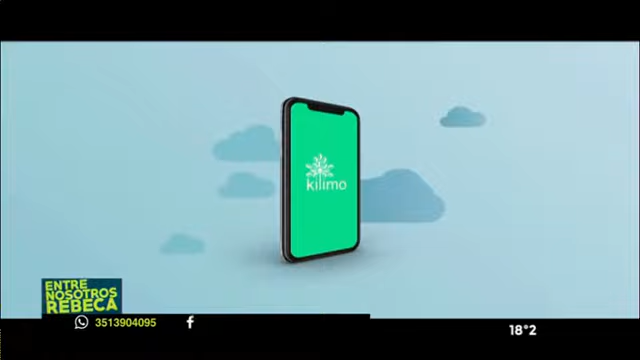 kilimo
ENTRE
NOSOTROS
REBECA
3513904095
18°2